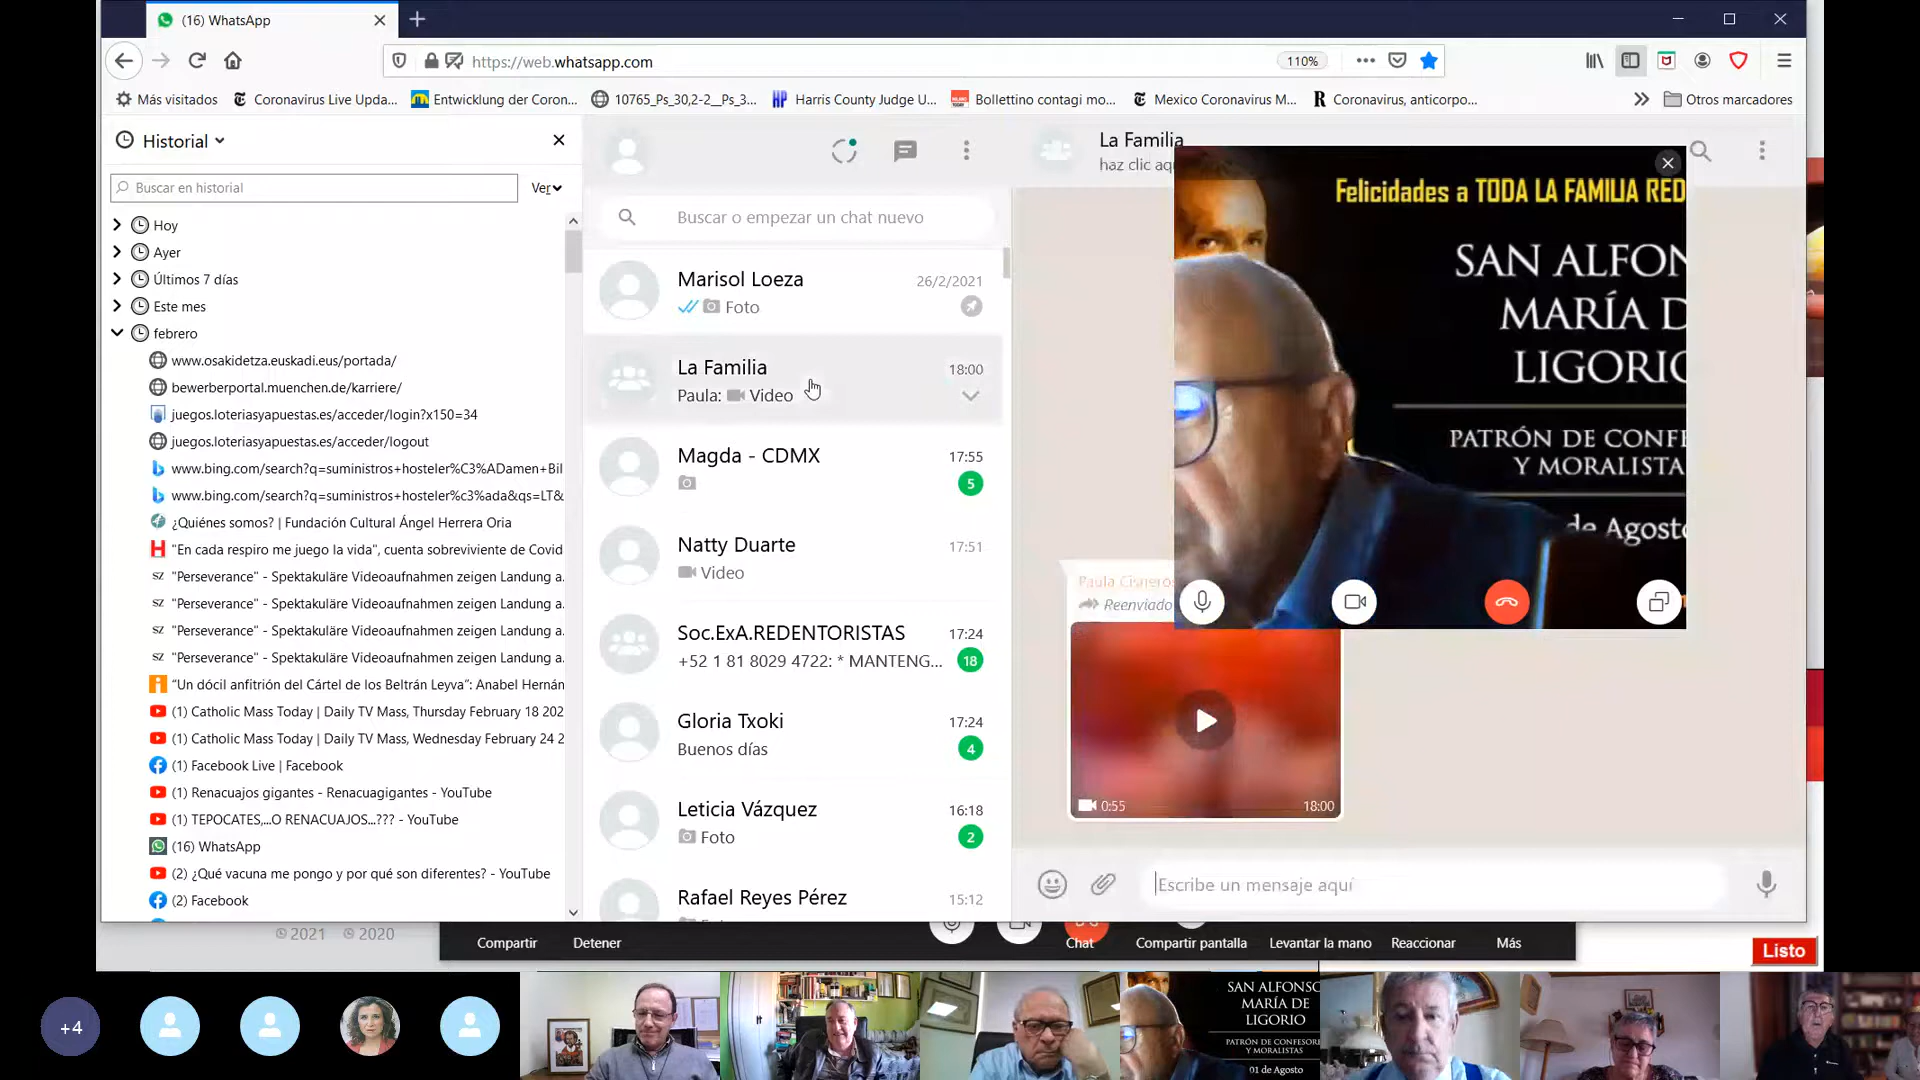 (16) WhatsApp
https://web.whatsapp.com
110%
Más visitados
Coronavirus Live Upda...
Entwicklung der Coron...
10765_Ps_30,2-2__Ps_3...
Harris County Judge U...
Bollettino contagi mo...
Mexico Coronavirus M...
Coronavirus, anticorpo...
Otros marcadores
Historial
Buscar en historial
Ver
Hoy
Ayer
Últimos 7 días
Este mes
febrero
www.osakidetza.euskadi.eus/portada/
bewerberportal.muenchen.de/karriere/
juegos.loteriasyapuestas.es/acceder/login?x150=34
juegos.loteriasyapuestas.es/acceder/logout
www.bing.com/search?q=suministros+hosteler%C3%ADamen+Bil
www.bing.com/search?q=suministros+hosteler%c3%ada&qs=LT&
¿Quiénes somos? | Fundación Cultural Ángel Herrera Oria
"En cada respiro me juego la vida", cuenta sobreviviente de Covid
"Perseverance" - Spektakuläre Videoaufnahmen zeigen Landung a.
"Perseverance" - Spektakuläre Videoaufnahmen zeigen Landung a.
"Perseverance" - Spektakuläre Videoaufnahmen zeigen Landung a.
"Perseverance" - Spektakuläre Videoaufnahmen zeigen Landung a.
“Un dócil anfitrión del Cártel de los Beltrán Leyva”: Anabel Hernán
(1) Catholic Mass Today | Daily TV Mass, Thursday February 18 202
(1) Catholic Mass Today | Daily TV Mass, Wednesday February 24 2
(1) Facebook Live | Facebook
(1) Renacuajos gigantes - Renacuagigantes - YouTube
(1) TEPOCATES,...O RENACUAJOS...??? - YouTube
(16) WhatsApp
(2) ¿Qué vacuna me pongo y por qué son diferentes? - YouTube
(2) Facebook
Buscar o empezar un chat nuevo
Marisol Loeza
26/2/2021
Foto
La Familia
18:00
Paula: Video
Magda - CDMX
17:55
5
Natty Duarte
17:51
Video
Soc.ExA.REDENTORISTAS
17:24
+52 1 81 8029 4722: * MANTENG...
18
Gloria Txoki
17:24
Buenos días
4
Leticia Vázquez
16:18
Foto
2
Rafael Reyes Pérez
15:12
La Familia
haz clic aqu
Felicidades a TODA LA FAMILIA RED
SAN ALFON
MARÍA D
LIGORIO
PATRÓN DE CONFE
Y MORALISTA
de Agosto
Paula Cisneros
Reenviado
0:55
18:00
Escribe un mensaje aquí
2021
2020
Compartir
Detener
Chat
Compartir pantalla
Levantar la mano
Reaccionar
Más
Listo
+4
SAN ALFONSO
MARÍA DE
LIGORIO
PATRÓN DE CONFESORE
Y MORALISTAS
01 de Agosto